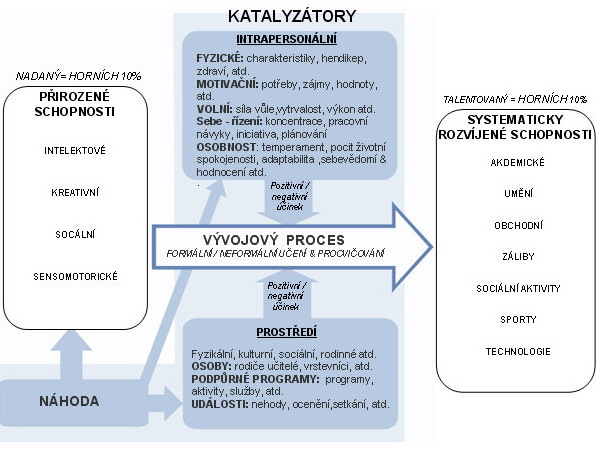 KATALYZÁTORY
INTRAPERSONÁLNÍ
FYZICKÉ: charakteristiky, hendikep,
zdraví, atd.
MOTIVAČNÍ: potřeby, zájmy, hodnoty,
atd.
VOLNÍ: síla vůle,vytrvalost, výkon atd.
Sebe - řízení: koncentrace, pracovní
návyky, iniciativa, plánování
OSOBNOST: temperament, pocit životní
spokojenosti, adaptabilita ,sebevědomí &
hodnocení atd.
.
NADANÝ= HORNÍCH 10%
PŘIROZENÉ
SCHOPNOSTI
INTELEKTOVÉ
KREATIVNÍ
SOCÁLNÍ
SENSOMOTORICKÉ
Pozitivní /
negativní
účinek
VÝVOJOVÝ PROCES
FORMÁLNÍ / NEFORMÁLNÍ UČENÍ & PROCVIČOVÁNÍ
Pozitivní /
negativní
účinek
PROSTŘEDÍ
Fyzikální, kulturní, sociální, rodinné atd.
OSOBY: rodiče učitelé, vrstevníci, atd.
PODPŮRNÉ PROGRAMY: programy,
aktivity, služby, atd.
UDÁLOSTI: nehody, ocenění,setkání, atd.
NÁHODA
TALENTOVANÝ = HORNÍCH 10%
SYSTEMATICKY
ROZVÍJENÉ SCHOPNOSTI
AKDEMICKÉ
UMĚNÍ
OBCHODNÍ
ZÁLIBY
SOCIÁLNÍ AKTIVITY
SPORTY
TECHNOLOGIE